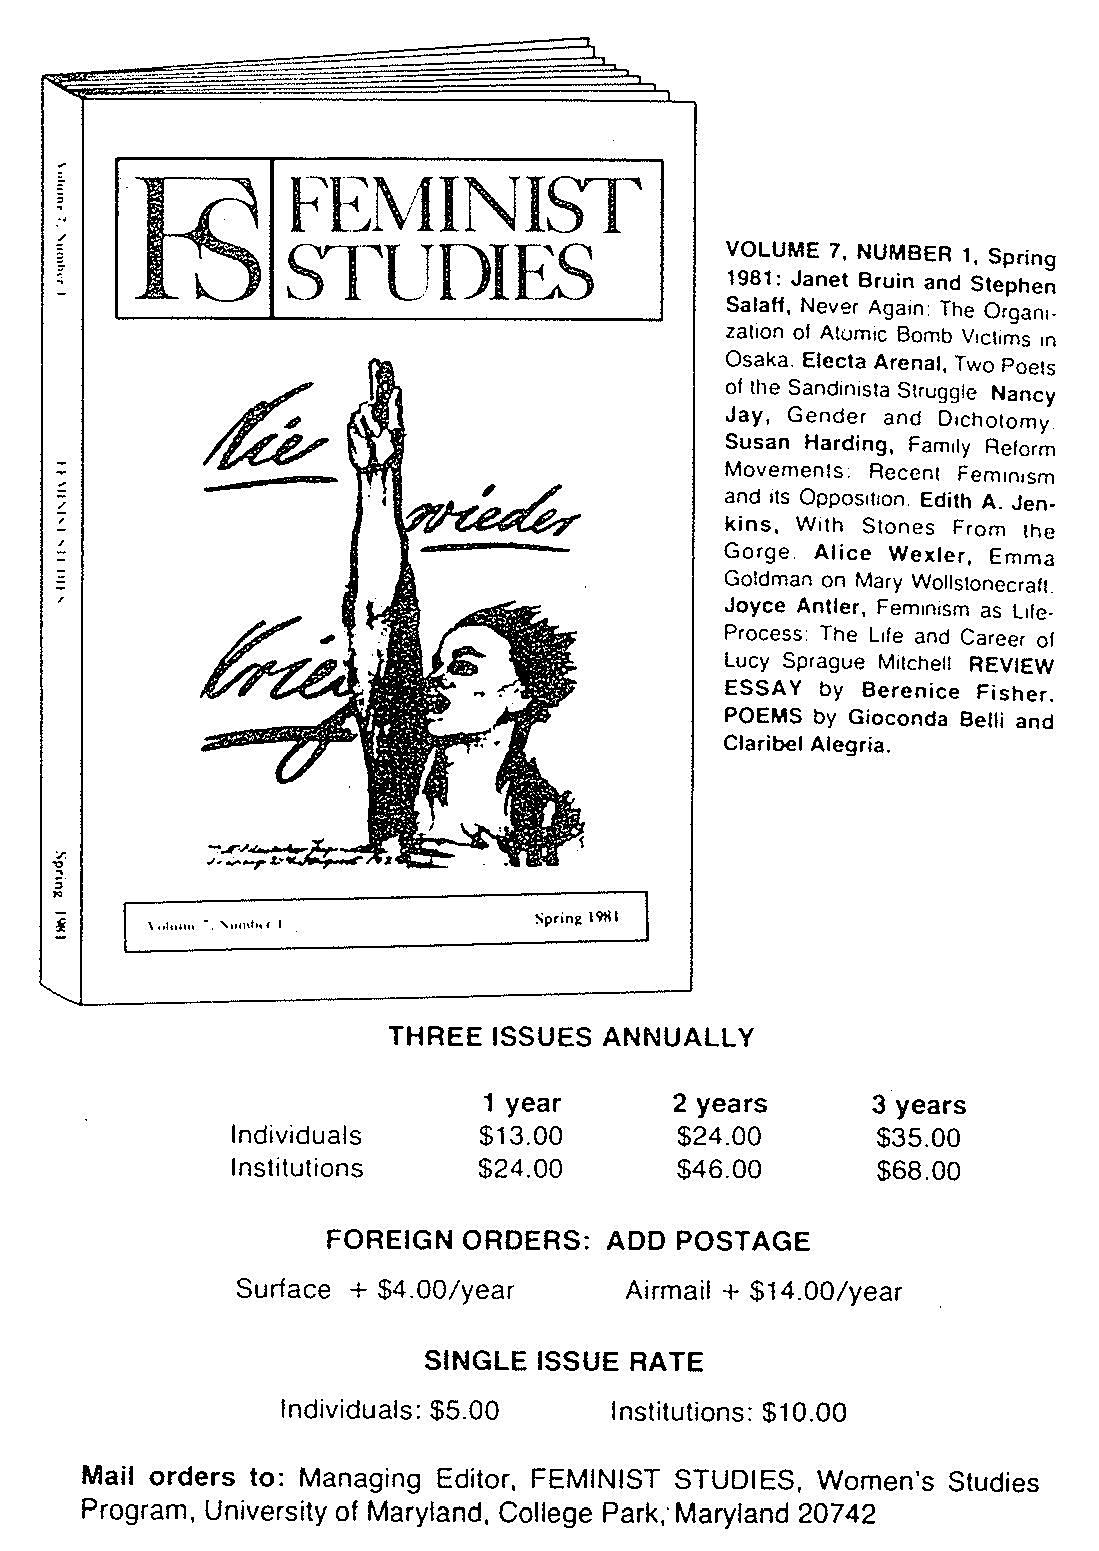 Volume 7, Number 1
FEMINIST STUDIES
Spring 1981
FS
FEMINIST
STUDIES
Nie
wieder
Krieg
Volume 7, Number 1
Spring 1981
VOLUME 7, NUMBER 1, Spring
1981: Janet Bruin and Stephen
Salaff, Never Again: The Organi-
zation of Atomic Bomb Victims in
Osaka. Electa Arenal, Two Poets
of the Sandinista Struggle Nancy
Jay, Gender and Dichotomy.
Susan Harding, Family Reform
Movements: Recent Feminism
and its Opposition. Edith A. Jen-
kins, With Stones From the
Gorge. Alice Wexler, Emma
Goldman on Mary Wollstonecraft.
Joyce Antler, Feminism as Life-
Process: The Life and Career of
Lucy Sprague Mitchell REVIEW
ESSAY by Berenice Fisher.
POEMS by Gioconda Belli and
Claribel Alegria.
THREE ISSUES ANNUALLY
1 year 2 years 3 years
Individuals $13.00 $24.00 $35.00
Institutions $24.00 $46.00 $68.00
FOREIGN ORDERS: ADD POSTAGE
Surface + $4.00/year Airmail + $14.00/year
SINGLE ISSUE RATE
Individuals: $5.00 Institutions: $10.00
Mail orders to: Managing Editor, FEMINIST STUDIES, Women's Studies
Program, University of Maryland, College Park, Maryland 20742